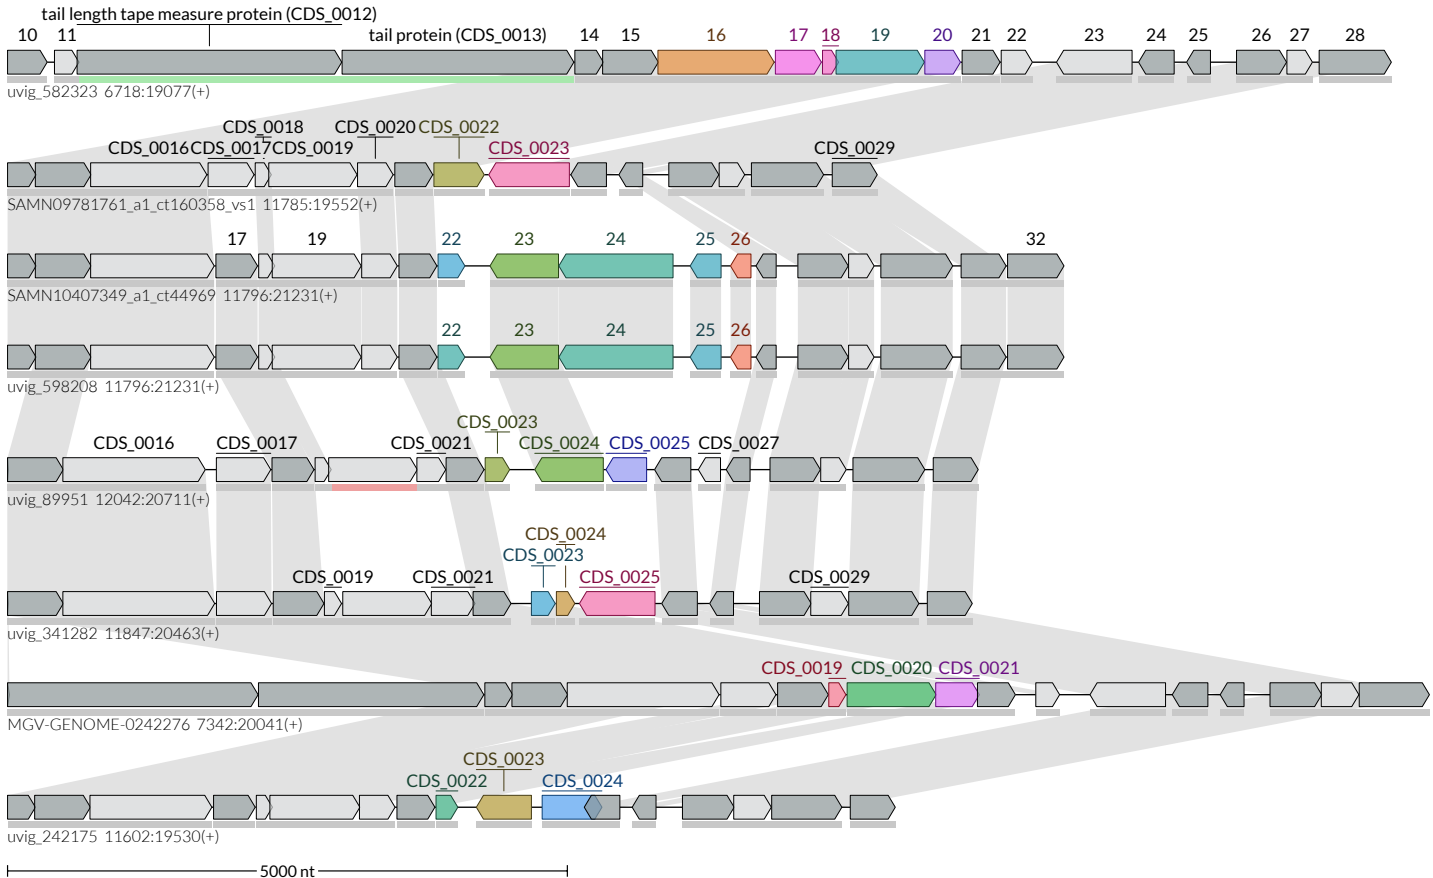 tail length tape measure protein (CDS_0012)
10 11 tail protein (CDS_0013) 14 15 16 17 18 19 20 21 22 23 24 25 26 27 28
uvig_582323 6718:19077(+)
CDS_0018 CDS_0020 CDS_0022
CDS_0016 CDS_0017 CDS_0019 CDS_0023 CDS_0029
SAMN09781761_a1_ct160358_vs1 11785:19552(+)
17 19 22 23 24 25 26 32
SAMN10407349_a1_ct44969 11796:21231(+)
22 23 24 25 26
uvig_598208 11796:21231(+)
CDS_0023
CDS_0016 CDS_0017 CDS_0021 CDS_0024 CDS_0025 CDS_0027
uvig_89951 12042:20711(+)
CDS_0024
CDS_0023
CDS_0019 CDS_0021 CDS_0025 CDS_0029
uvig_341282 11847:20463(+)
CDS_0019 CDS_0020 CDS_0021
MGV-GENOME-0242276 7342:20041(+)
CDS_0023
CDS_0022 CDS_0024
uvig_242175 11602:19530(+)
5000 nt